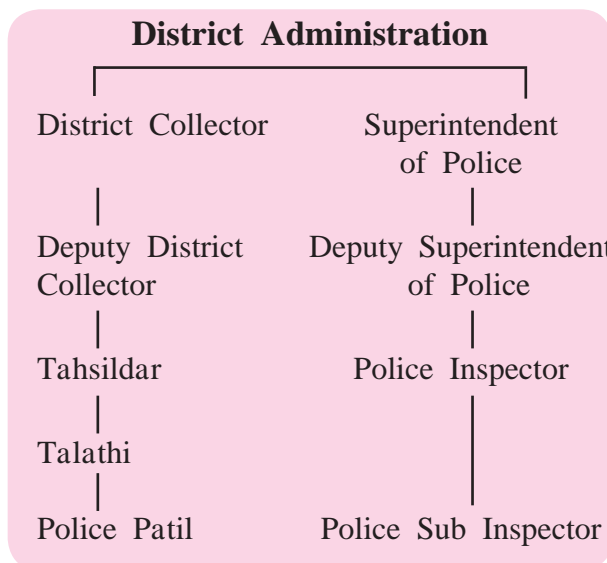 District Administration
District Collector
Superintendent
of Police
Deputy District
Collector
Deputy Superintendent
of Police
Tahsildar
Police Inspector
Talathi
Police Patil
Police Sub Inspector